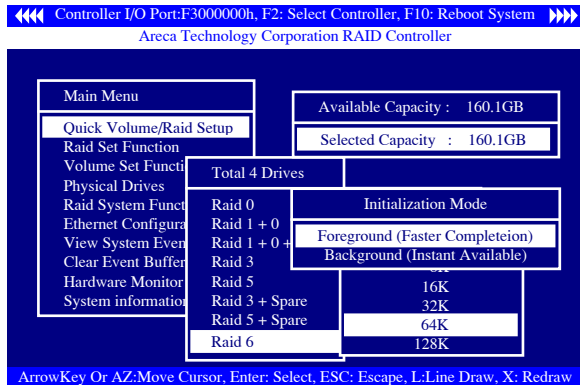 Controller I/O Port:F3000000h, F2: Select Controller, F10: Reboot System
Areca Technology Corporation RAID Controller
Main Menu
Quick Volume/Raid Setup
Raid Set Function
Volume Set Functi
Physical Drives
Raid System Funct
Ethernet Configura
View System Even
Clear Event Buffer
Hardware Monitor
System information
Total 4 Drives
Raid 0
Raid 1 + 0
Raid 1 + 0 +
Raid 3
Raid 5
Raid 3 + Spare
Raid 5 + Spare
Raid 6
Available Capacity : 160.1GB
Selected Capacity : 160.1GB
Initialization Mode
Foreground (Faster Completeion)
Background (Instant Available)
16K
32K
64K
128K
ArrowKey Or AZ:Move Cursor, Enter: Select, ESC: Escape, L:Line Draw, X: Redraw